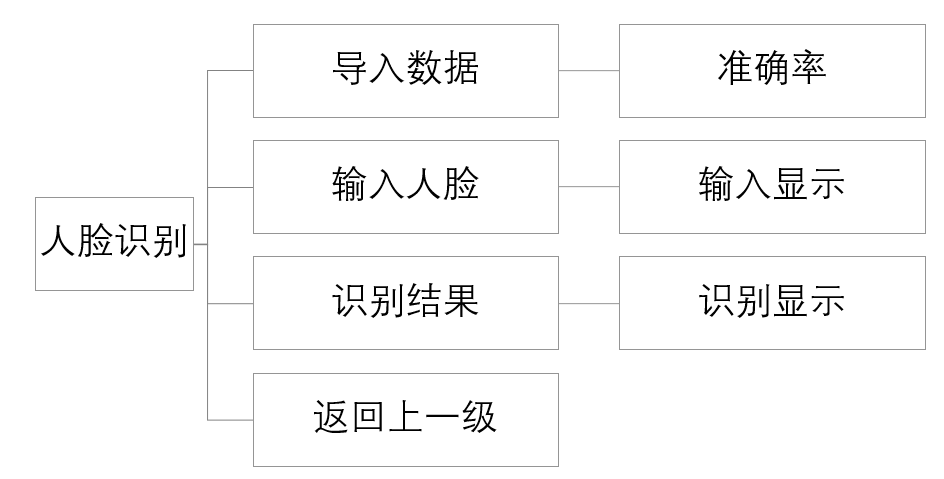 人脸识别
导入数据
准确率
输入人脸
输入显示
识别结果
识别显示
返回上一级